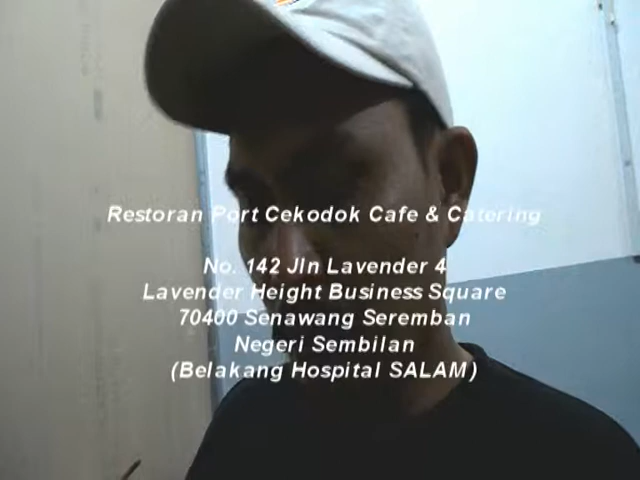 Restoran Port Cekodok Cafe & Catering
No. 142 Jln Lavender 4
Lavender Height Business Square
70400 Senawang Seremban
Negeri Sembilan
(Belakang Hospital SALAM)